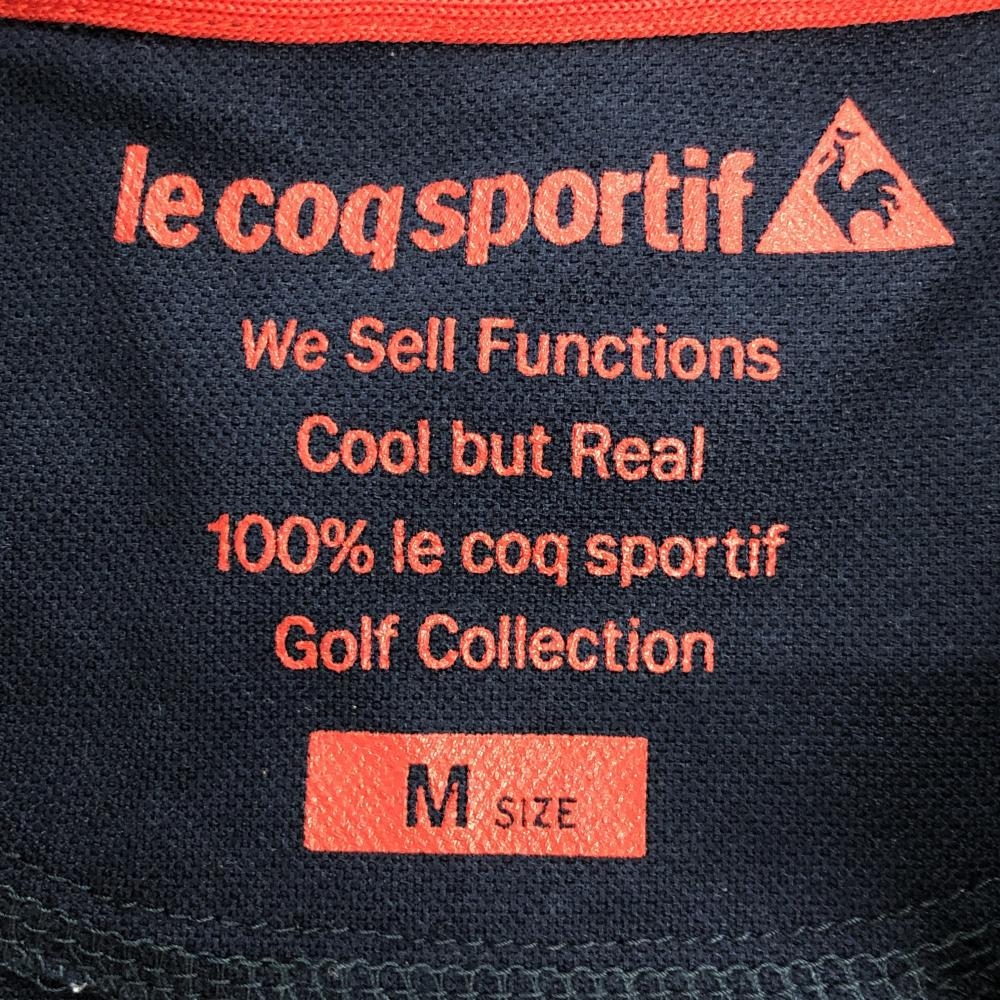 le coq sportif
We Sell Functions
Cool but Real
100% le coq sportif
Golf Collection
M SIZE